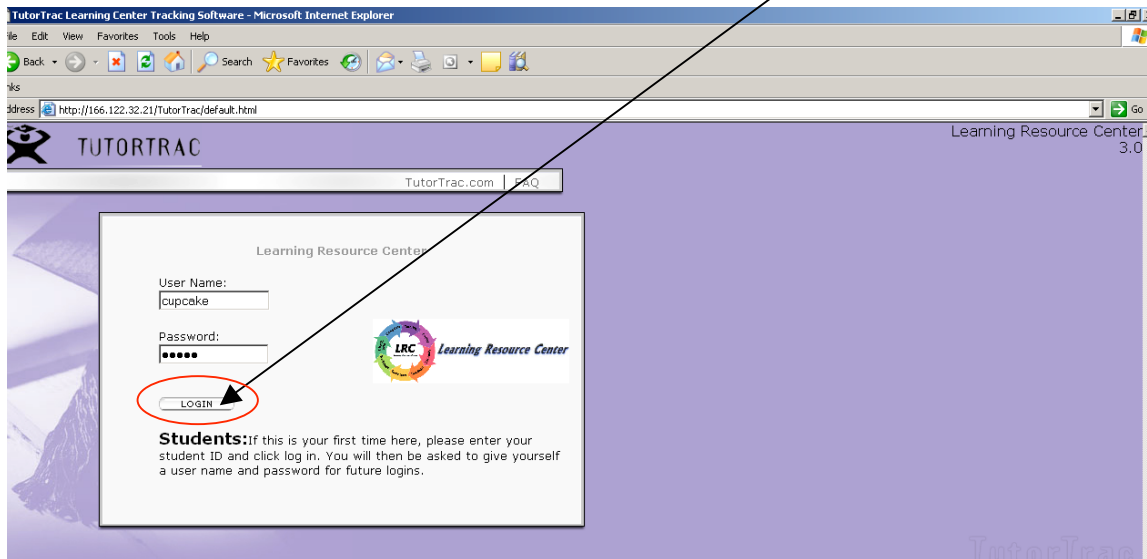 TutorTrac Learning Center Tracking Software - Microsoft Internet Explorer
File Edit View Favorites Tools Help
Back Search Favorites
Links
Address http://166.122.32.21/TutorTrac/default.html Go
TUTORTRAC
Learning Resource Center
3.0
TutorTrac.com | FAQ
Learning Resource Center
User Name:
cupcake
Password:
•••••
LRC
Learning Resource Center
LOGIN
Students:If this is your first time here, please enter your
student ID and click log in. You will then be asked to give yourself
a user name and password for future logins.
TutorTrac